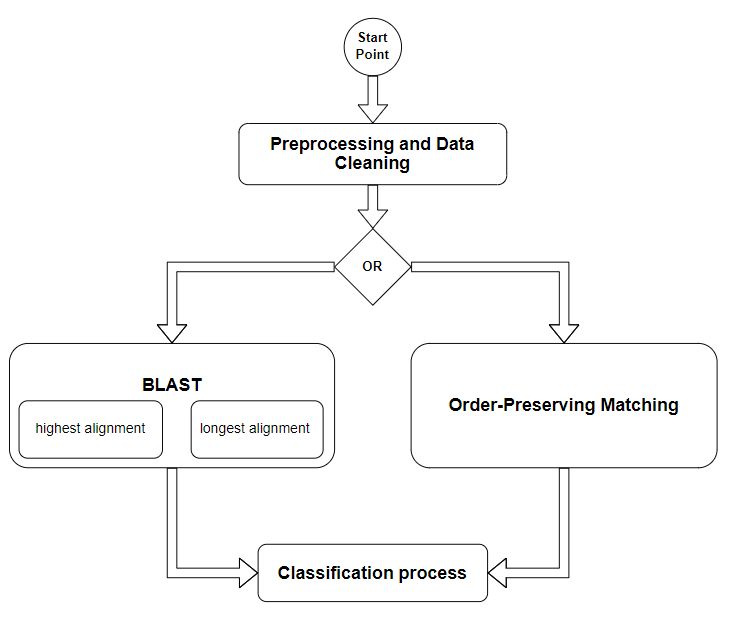 Start
Point
Preprocessing and Data
Cleaning
OR
BLAST
highest alignment
longest alignment
Order-Preserving Matching
Classification process